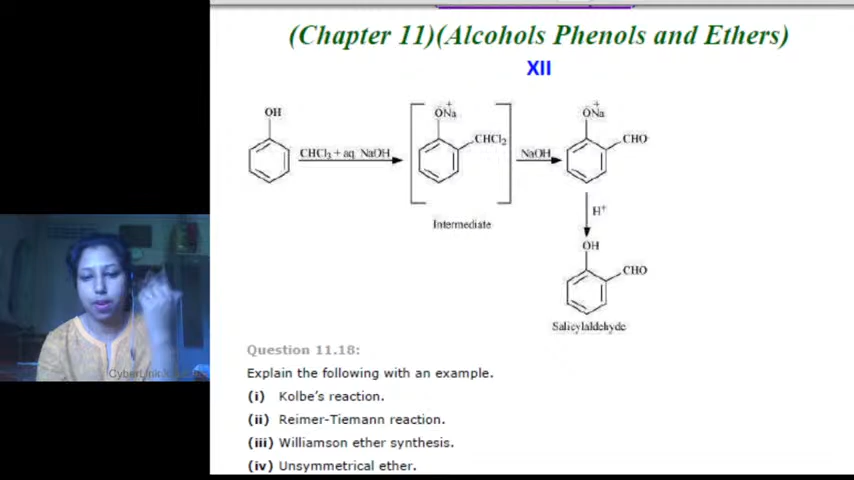 (Chapter 11)(Alcohols Phenols and Ethers)
XII
OH
CHCl3 + aq NaOH
+
ŌNa
CHCl2
Intermediate
NaOH
+
ŌNa
CHO
H+
OH
CHO
Salicylaldehyde
Question 11.18:
Explain the following with an example.
(i) Kolbe's reaction.
(ii) Reimer-Tiemann reaction.
(iii) Williamson ether synthesis.
(iv) Unsymmetrical ether.